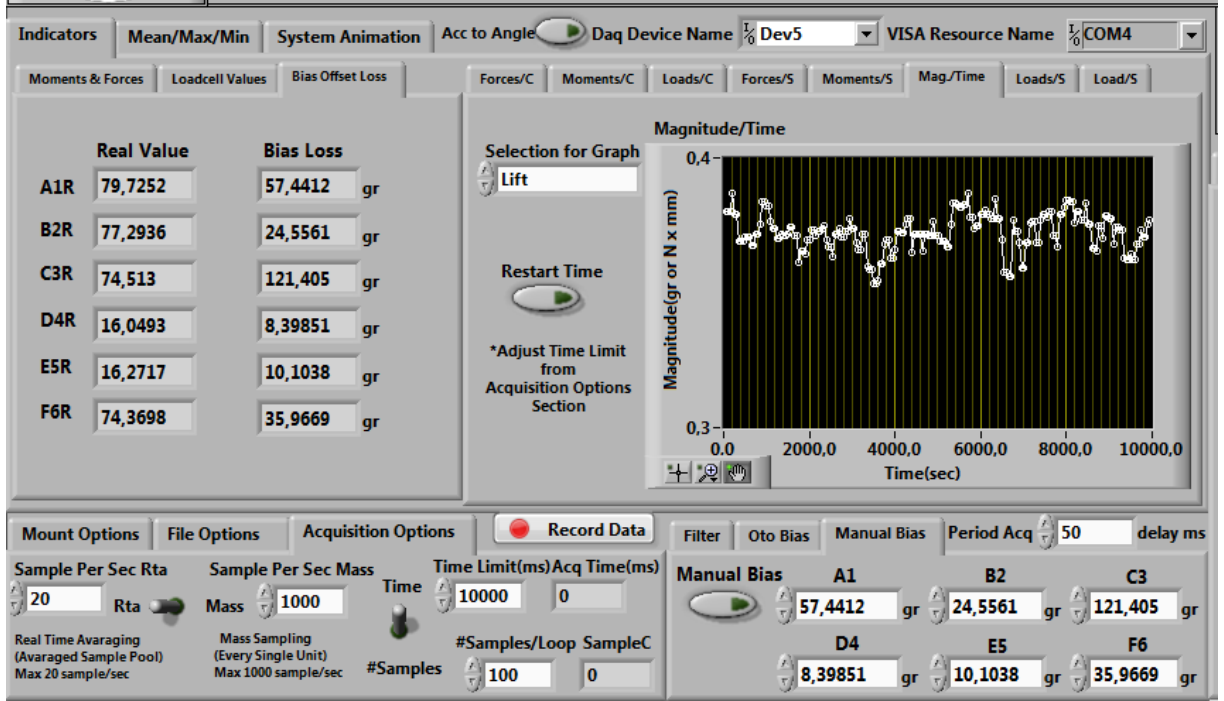 Indicators Mean/Max/Min System Animation Acc to Angle Daq Device Name Dev5 VISA Resource Name COM4
Moments & Forces Loadcell Values Bias Offset Loss
Real Value Bias Loss
A1R 79,7252 57,4412 gr
B2R 77,2936 24,5561 gr
C3R 74,513 121,405 gr
D4R 16,0493 8,39851 gr
E5R 16,2717 10,1038 gr
F6R 74,3698 35,9669 gr
Forces/C Moments/C Loads/C Forces/S Moments/S Mag./Time Loads/S Load/S
Selection for Graph
Lift
Restart Time
*Adjust Time Limit
from
Acquisition Options
Section
Magnitude/Time
Magnitude(gr or N x mm)
0,4
0,3
0.0 2000,0 4000,0 6000,0 8000,0 10000,0
Time(sec)
Mount Options File Options Acquisition Options Record Data
Sample Per Sec Rta Sample Per Sec Mass Time Time Limit(ms) Acq Time(ms)
20 Rta Mass 1000 10000 0
Real Time Avaraging
(Avaraged Sample Pool)
Max 20 sample/sec
Mass Sampling
(Every Single Unit)
Max 1000 sample/sec
#Samples
#Samples/Loop SampleC
100 0
Filter Oto Bias Manual Bias Period Acq 50 delay ms
Manual Bias A1 B2 C3
57,4412 gr 24,5561 gr 121,405 gr
D4 E5 F6
8,39851 gr 10,1038 gr 35,9669 gr